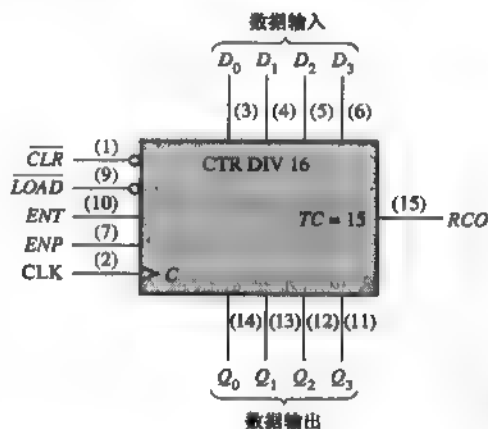 数据输入
D₀ D₁ D₂ D₃
(3) (4) (5) (6)
CLR (1)
LOAD (9)
ENT (10)
ENP (7)
CLK (2)
CTR DIV 16
TC = 15
C
(15) RCO
(14) (13) (12) (11)
Q₀ Q₁ Q₂ Q₃
数据输出